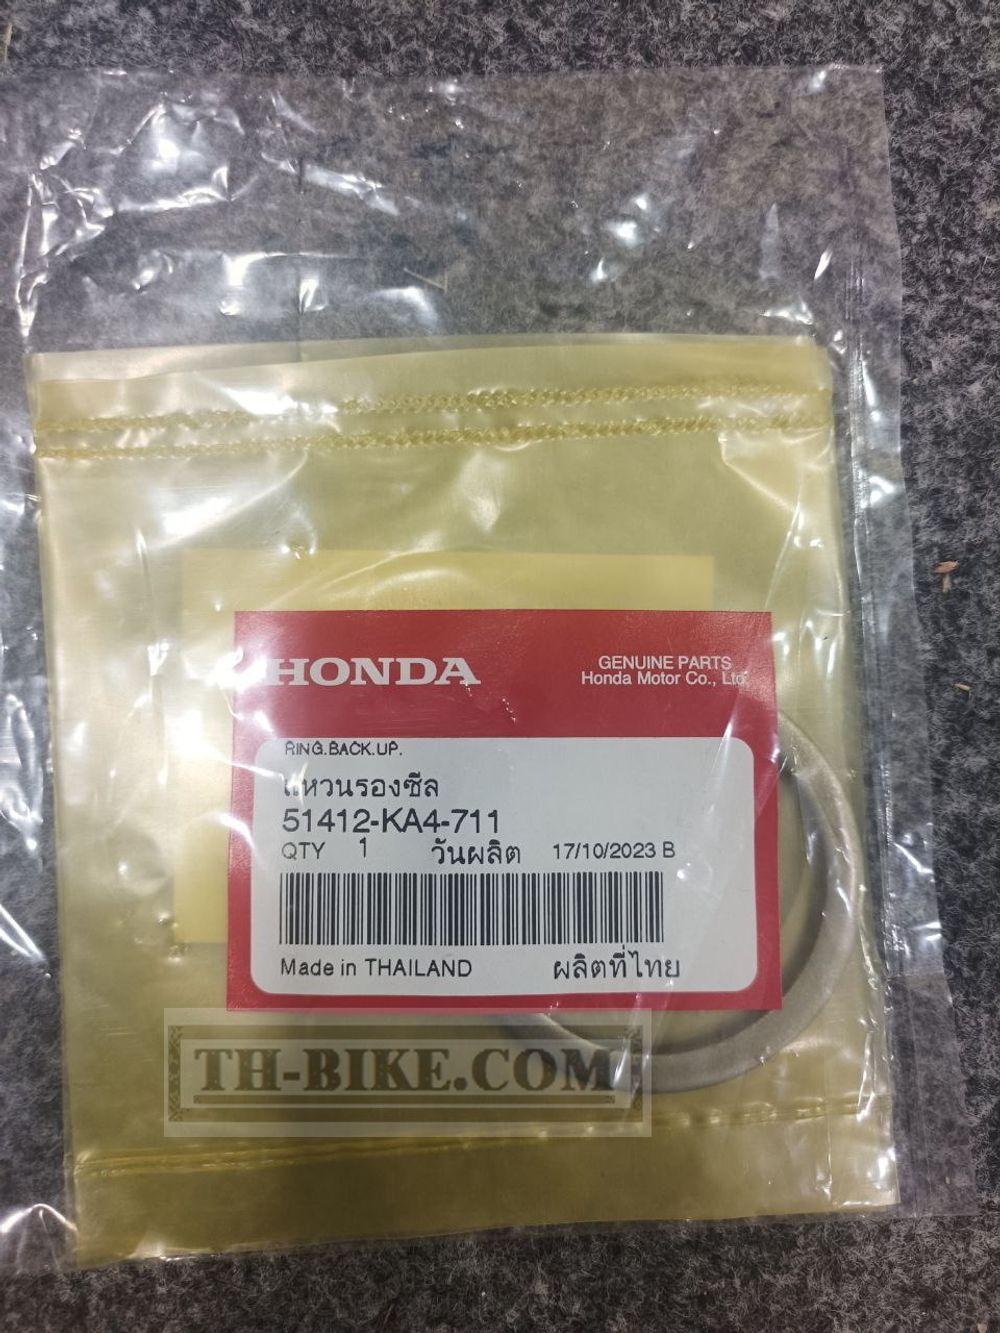 HONDA
GENUINE PARTS
Honda Motor Co., Ltd.
RING.BACK.UP.
แหวนรองซีล
51412-KA4-711
QTY 1 วันผลิต 17/10/2023 B
Made in THAILAND ผลิตที่ไทย
TH-BIKE.COM